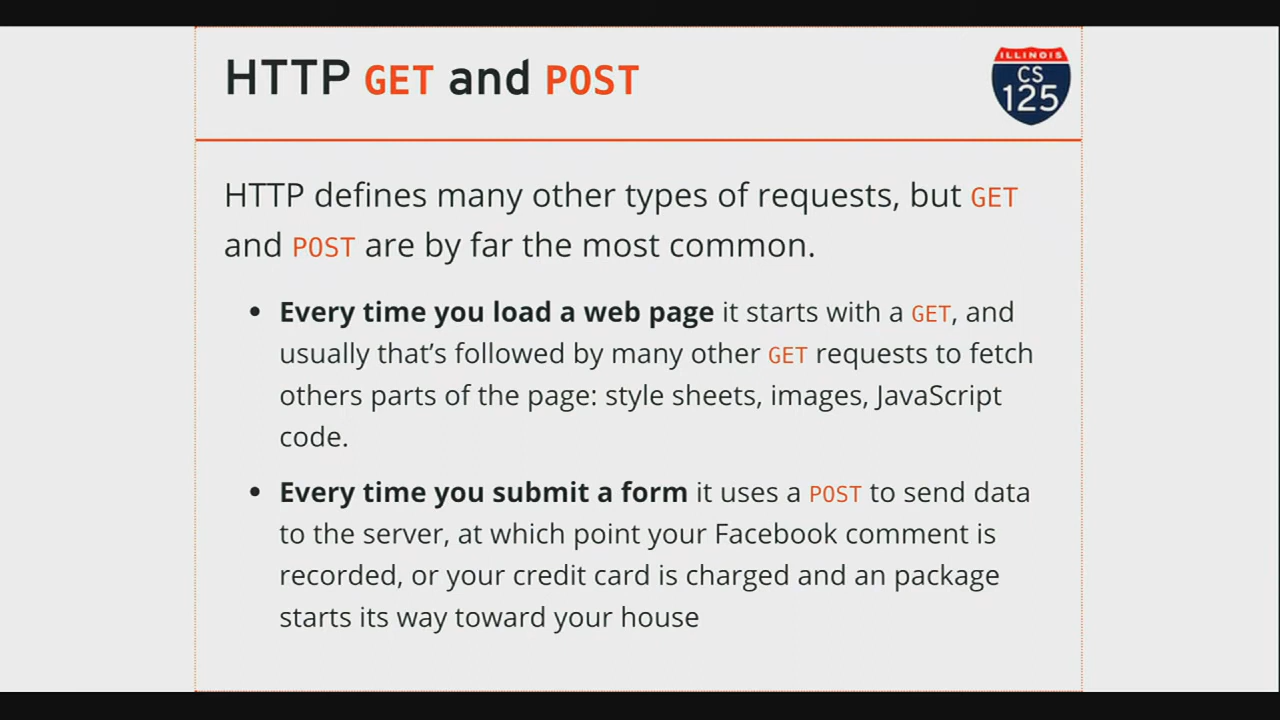 HTTP GET and POST
ILLINOIS
CS
125
HTTP defines many other types of requests, but GET
and POST are by far the most common.
• Every time you load a web page it starts with a GET, and
usually that’s followed by many other GET requests to fetch
others parts of the page: style sheets, images, JavaScript
code.
• Every time you submit a form it uses a POST to send data
to the server, at which point your Facebook comment is
recorded, or your credit card is charged and an package
starts its way toward your house